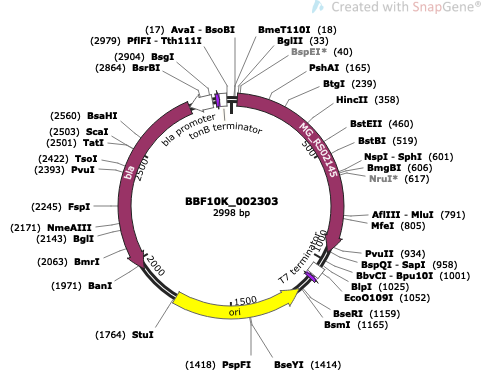 Created with SnapGene®
(17) AvaI - BsoBI
BmeT110I (18)
(2979) PflFI - Tth111I
BglII (33)
BspEI* (40)
(2904) BsgI
(2864) BsrBI
PshAI (165)
BtgI (239)
HincII (358)
BstEII (460)
BstBI (519)
NspI - SphI (601)
BmgBI (606)
NruI* (617)
AflIII - MluI (791)
MfeI (805)
PvuII (934)
BspQI - SapI (958)
BbvCI - Bpu10I (1001)
BlpI (1025)
EcoO109I (1052)
BseRI (1159)
BsmI (1165)
BseYI (1414)
(1418) PspFI
(1764) StuI
(1971) BanI
(2063) BmrI
(2143) BglI
(2171) NmeAIII
(2245) FspI
(2393) PvuI
(2422) TsoI
(2501) TatI
(2503) ScaI
(2560) BsaHI
bla promoter
tonB terminator
MG_RS02145
bla
T7 terminator
ori
500
1000
1500
2000
2500
BBF10K_002303
2998 bp